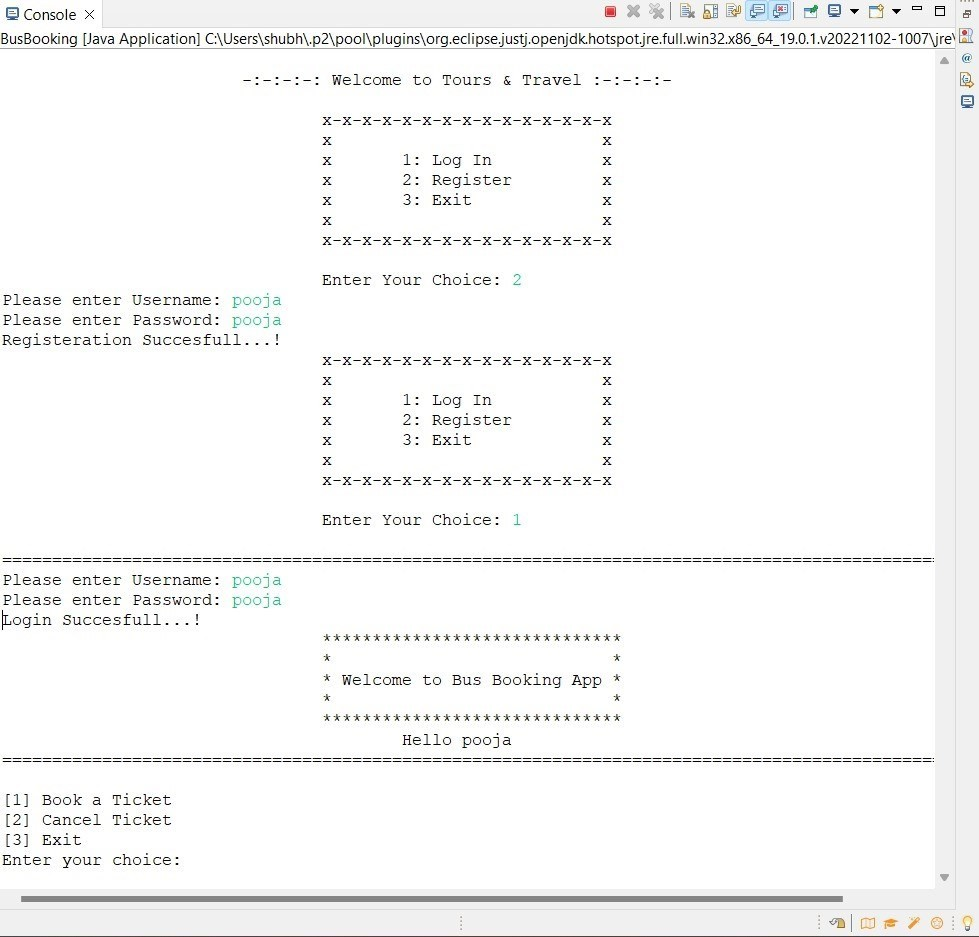 Console
BusBooking [Java Application] C:\Users\shubh\.p2\pool\plugins\org.eclipse.justj.openjdk.hotspot.jre.full.win32.x86_64_19.0.1.v20221102-1007\jre\
-:-:-:-:-: Welcome to Tours & Travel :-:-:-:-
x-x-x-x-x-x-x-x-x-x-x-x-x-x-x
x x
x 1: Log In x
x 2: Register x
x 3: Exit x
x x
x-x-x-x-x-x-x-x-x-x-x-x-x-x-x
Enter Your Choice: 2
Please enter Username: pooja
Please enter Password: pooja
Registeration Succesfull...!
x-x-x-x-x-x-x-x-x-x-x-x-x-x-x
x x
x 1: Log In x
x 2: Register x
x 3: Exit x
x x
x-x-x-x-x-x-x-x-x-x-x-x-x-x-x
Enter Your Choice: 1
=============================================================================================
Please enter Username: pooja
Please enter Password: pooja
Login Succesfull...!
******************************
* *
* Welcome to Bus Booking App *
* *
******************************
Hello pooja
=============================================================================================
[1] Book a Ticket
[2] Cancel Ticket
[3] Exit
Enter your choice: